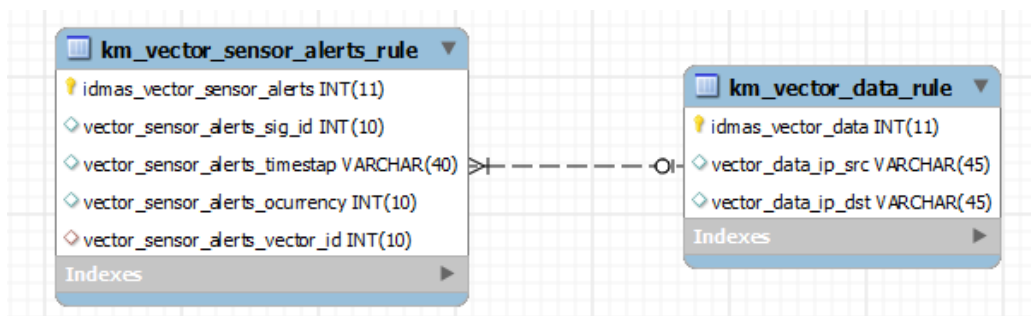 km_vector_sensor_alerts_rule
idmas_vector_sensor_alerts INT(11)
vector_sensor_alerts_sig_id INT(10)
vector_sensor_alerts_timestap VARCHAR(40)
vector_sensor_alerts_ocurrency INT(10)
vector_sensor_alerts_vector_id INT(10)
Indexes
km_vector_data_rule
idmas_vector_data INT(11)
vector_data_ip_src VARCHAR(45)
vector_data_ip_dst VARCHAR(45)
Indexes